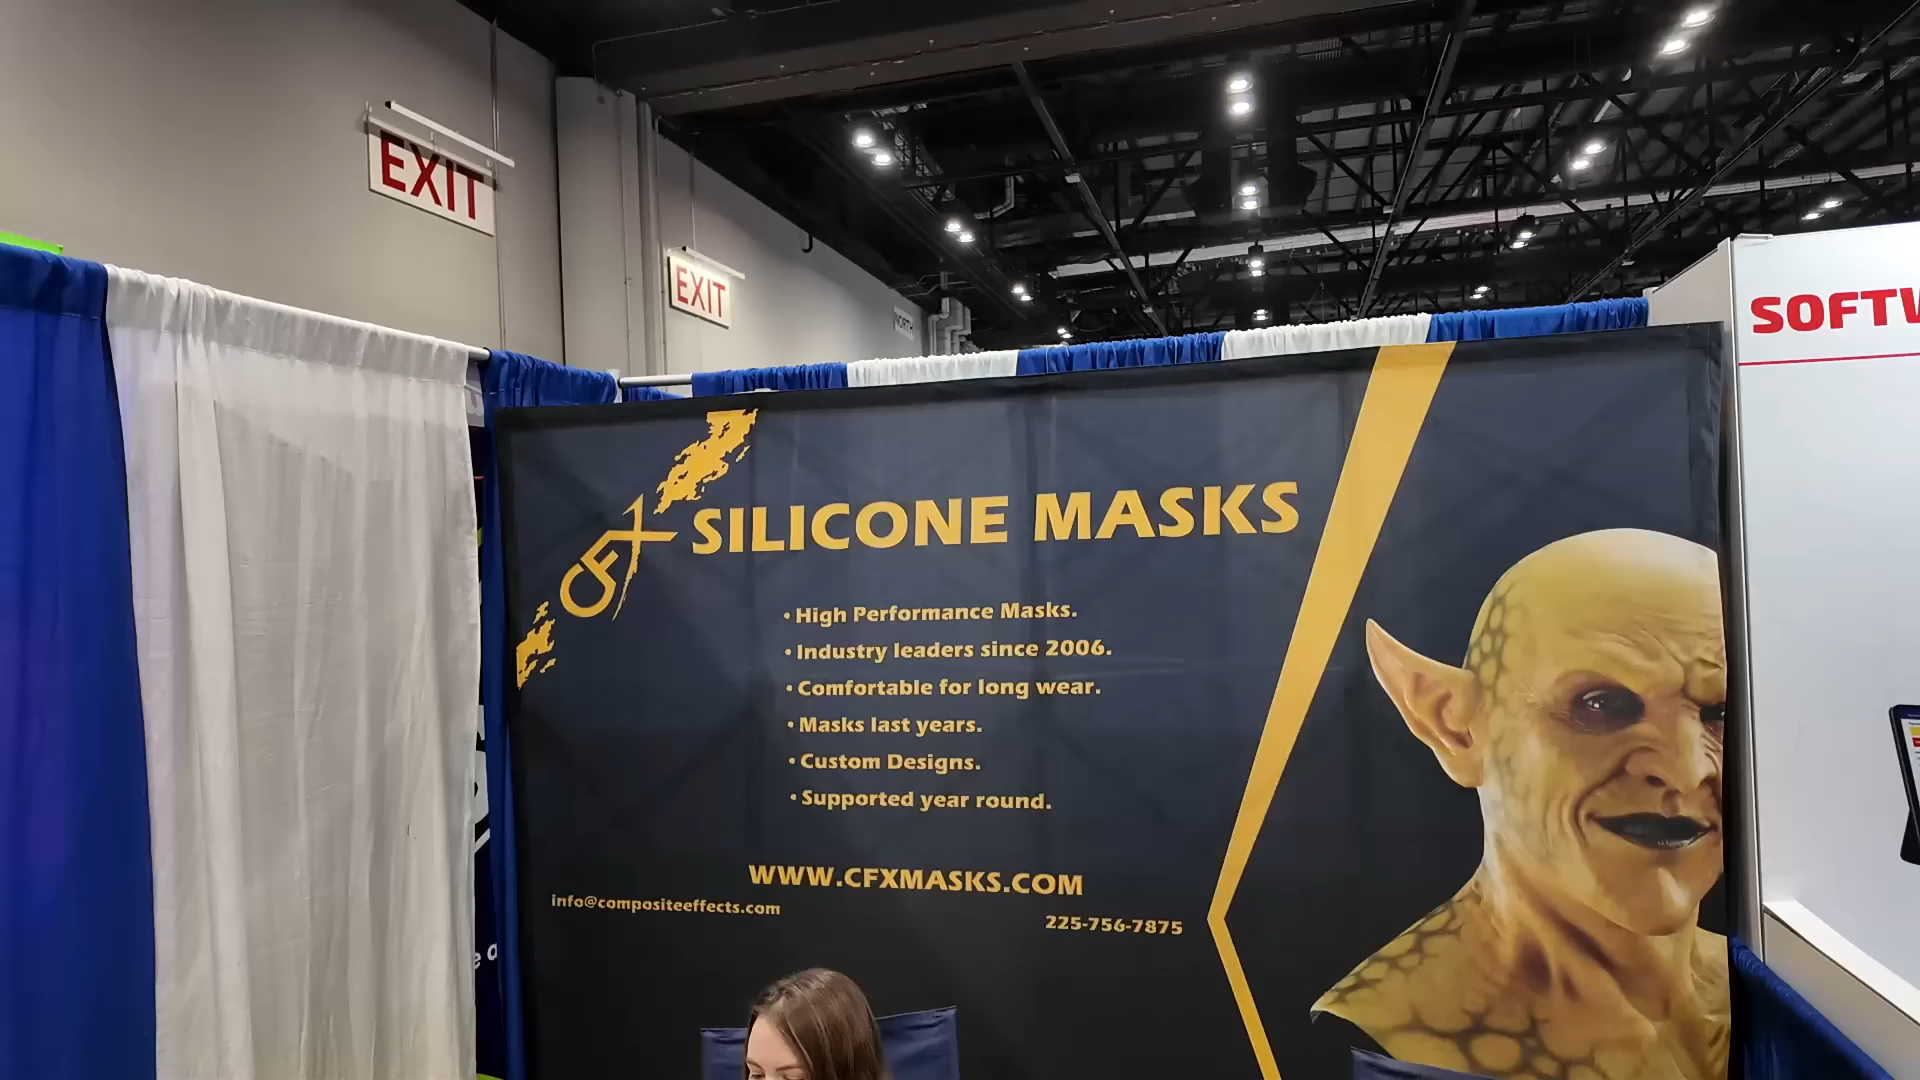 EXIT
EXIT
NORTH
SOFTW
CFX SILICONE MASKS
• High Performance Masks.
• Industry leaders since 2006.
• Comfortable for long wear.
• Masks last years.
• Custom Designs.
• Supported year round.
WWW.CFXMASKS.COM
info@compositeeffects.com
225-756-7875